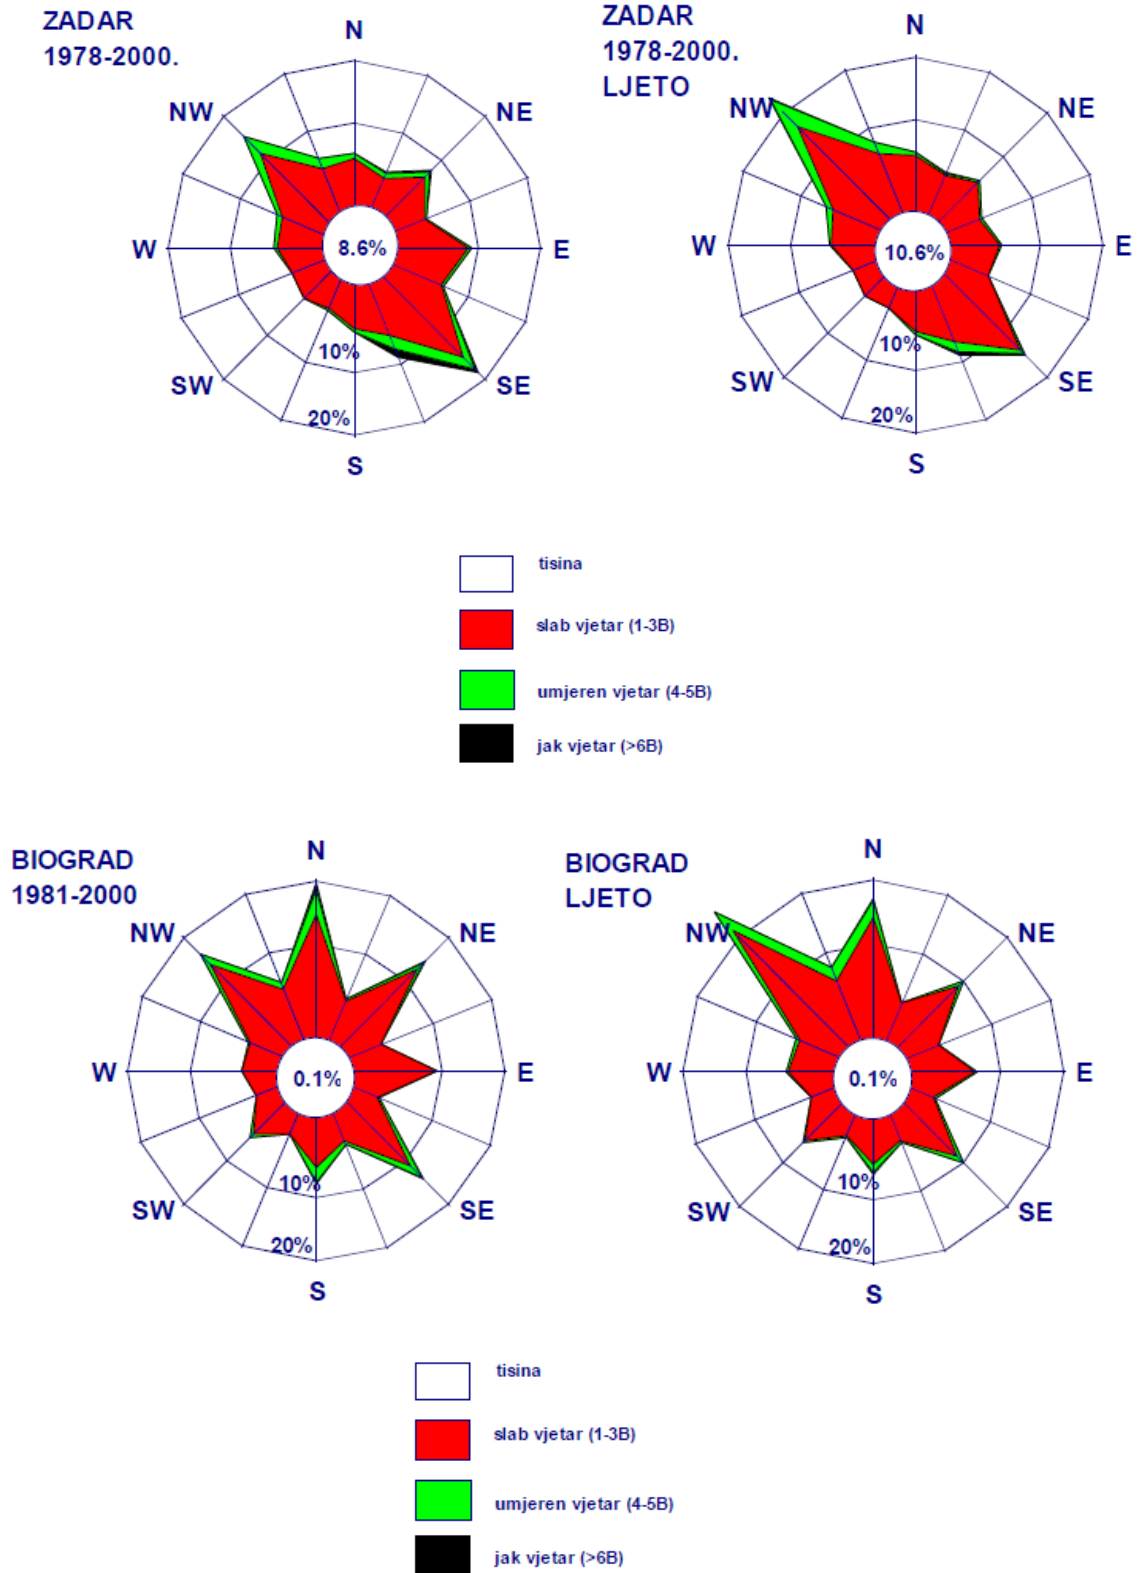 ZADAR
1978-2000.
N
NW
NE
W
8.6%
E
10%
SW
SE
20%
S
ZADAR
1978-2000.
LJETO
N
NW
NE
W
10.6%
E
10%
SW
SE
20%
S
tisina
slab vjetar (1-3B)
umjeren vjetar (4-5B)
jak vjetar (>6B)
BIOGRAD
1981-2000
N
NW
NE
W
0.1%
E
10%
SW
SE
20%
S
BIOGRAD
LJETO
N
NW
NE
W
0.1%
E
10%
SW
SE
20%
S
tisina
slab vjetar (1-3B)
umjeren vjetar (4-5B)
jak vjetar (>6B)